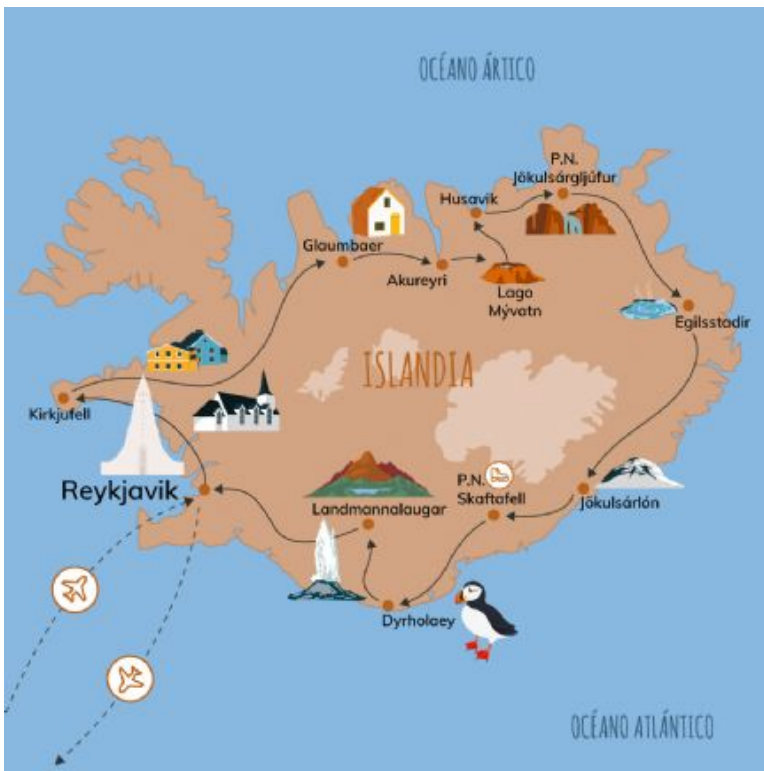 OCÉANO ÁRTICO
P.N.
Jökulsárgljúfur
Husavik
Glaumbaer
Akureyri
Lago
Mývatn
Egilsstadir
ISLANDIA
Kirkjufell
P.N.
Skaftafell
Reykjavik
Landmannalaugar
Jökulsárlón
Dyrholaey
OCÉANO ATLÁNTICO